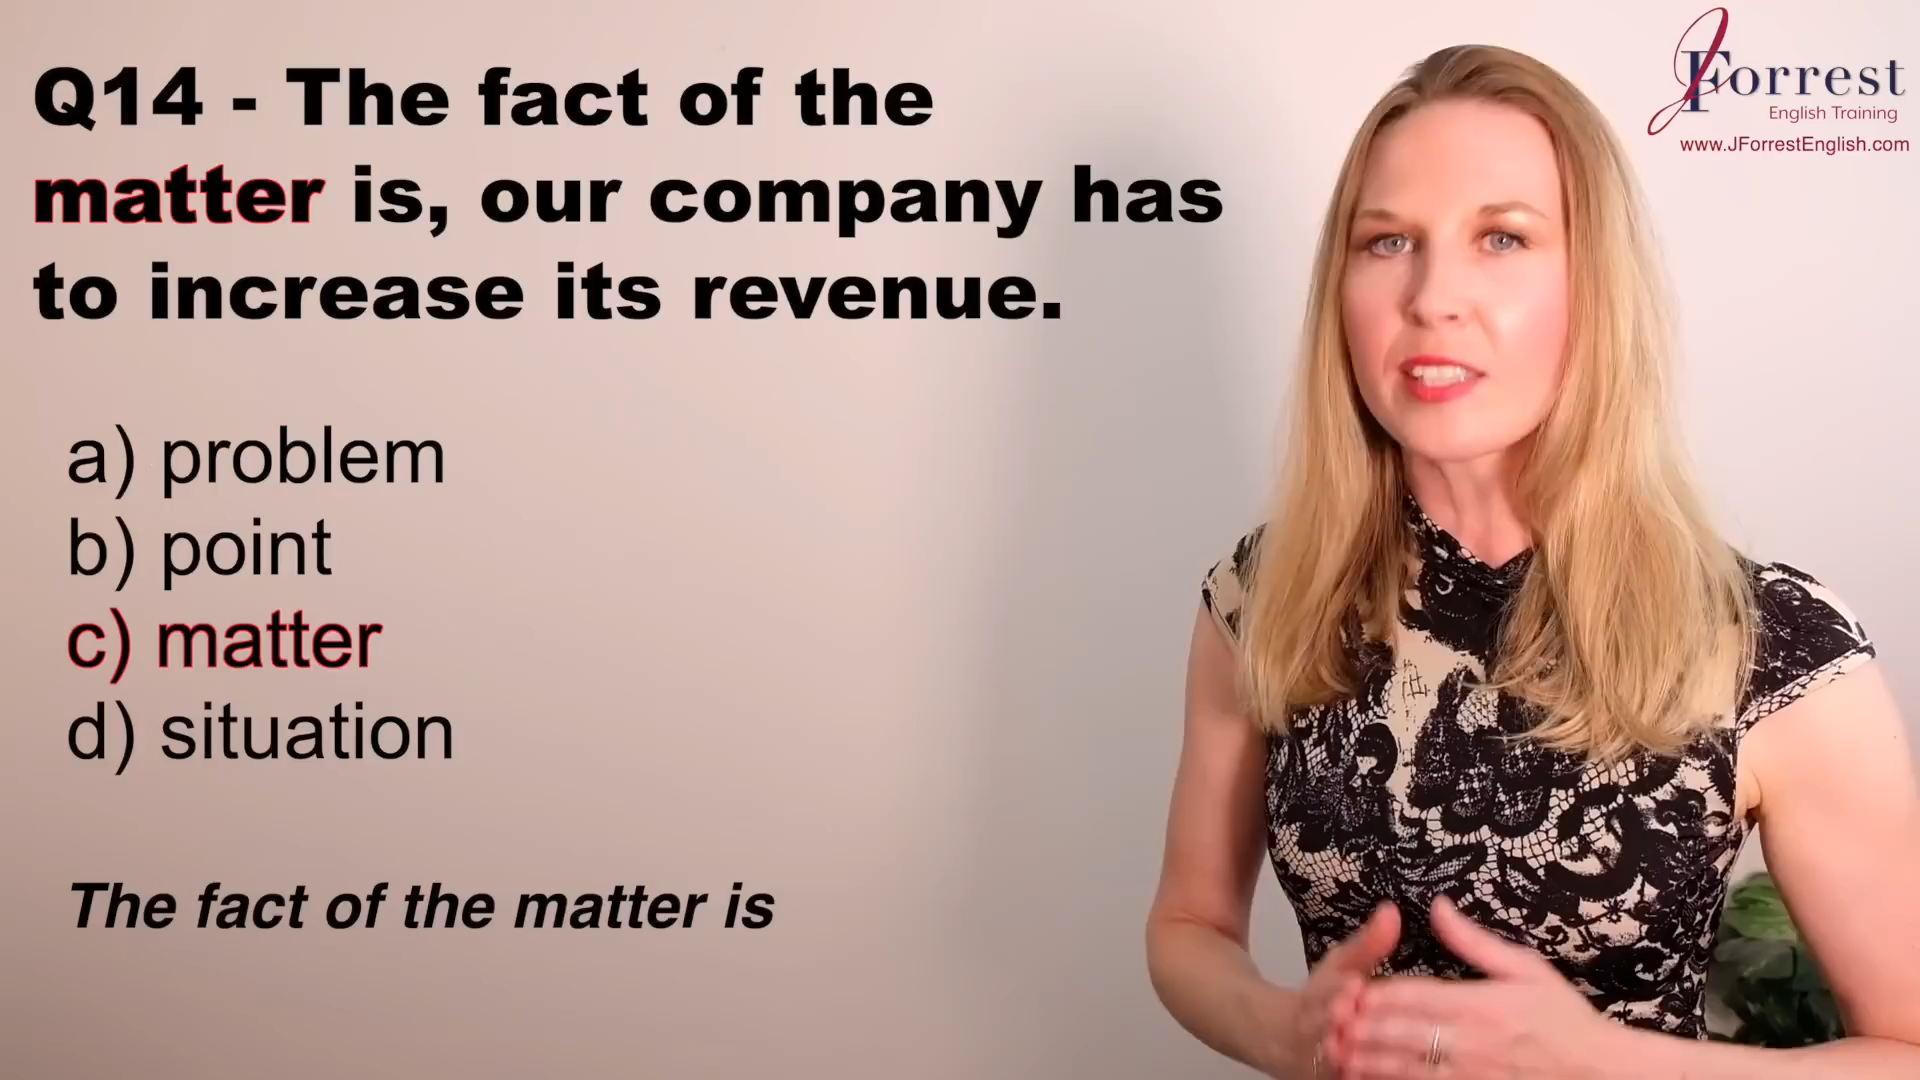 Q14 - The fact of the
matter is, our company has
to increase its revenue.
a) problem
b) point
c) matter
d) situation
The fact of the matter is
JForrest
English Training
www.JForrestEnglish.com